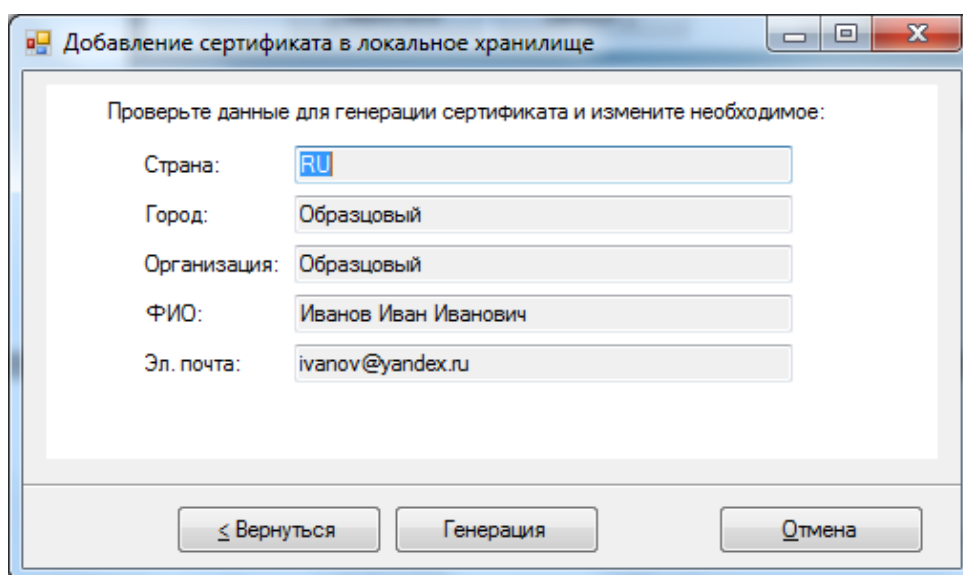 Добавление сертификата в локальное хранилище
Проверьте данные для генерации сертификата и измените необходимое:
Страна: RU
Город: Образцовый
Организация: Образцовый
ФИО: Иванов Иван Иванович
Эл. почта: ivanov@yandex.ru
< Вернуться Генерация Отмена